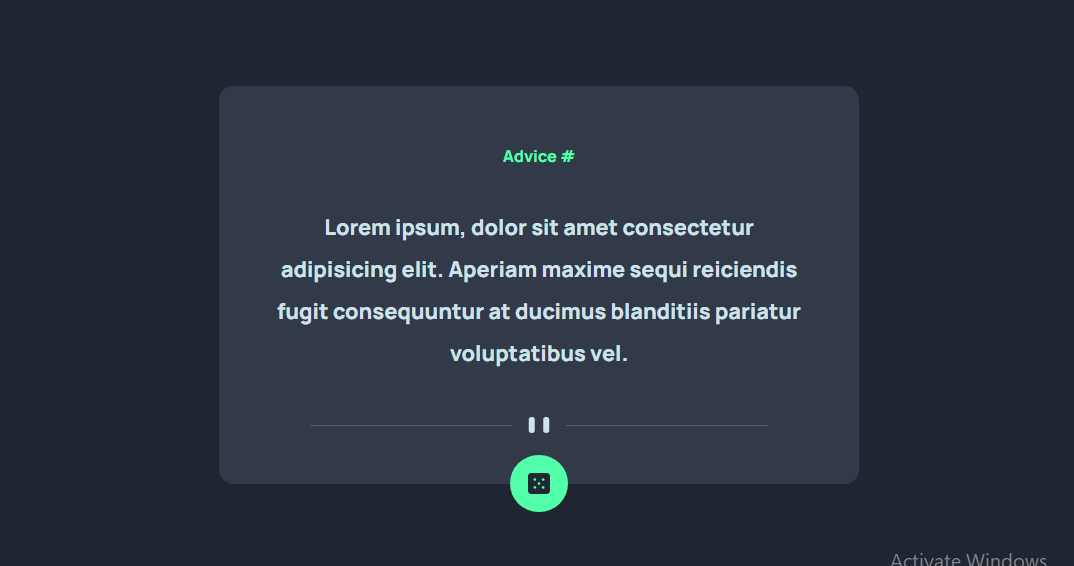 Advice #
Lorem ipsum, dolor sit amet consectetur
adipisicing elit. Aperiam maxime sequi reiciendis
fugit consequuntur at ducimus blanditiis pariatur
voluptatibus vel.
Activate Windows